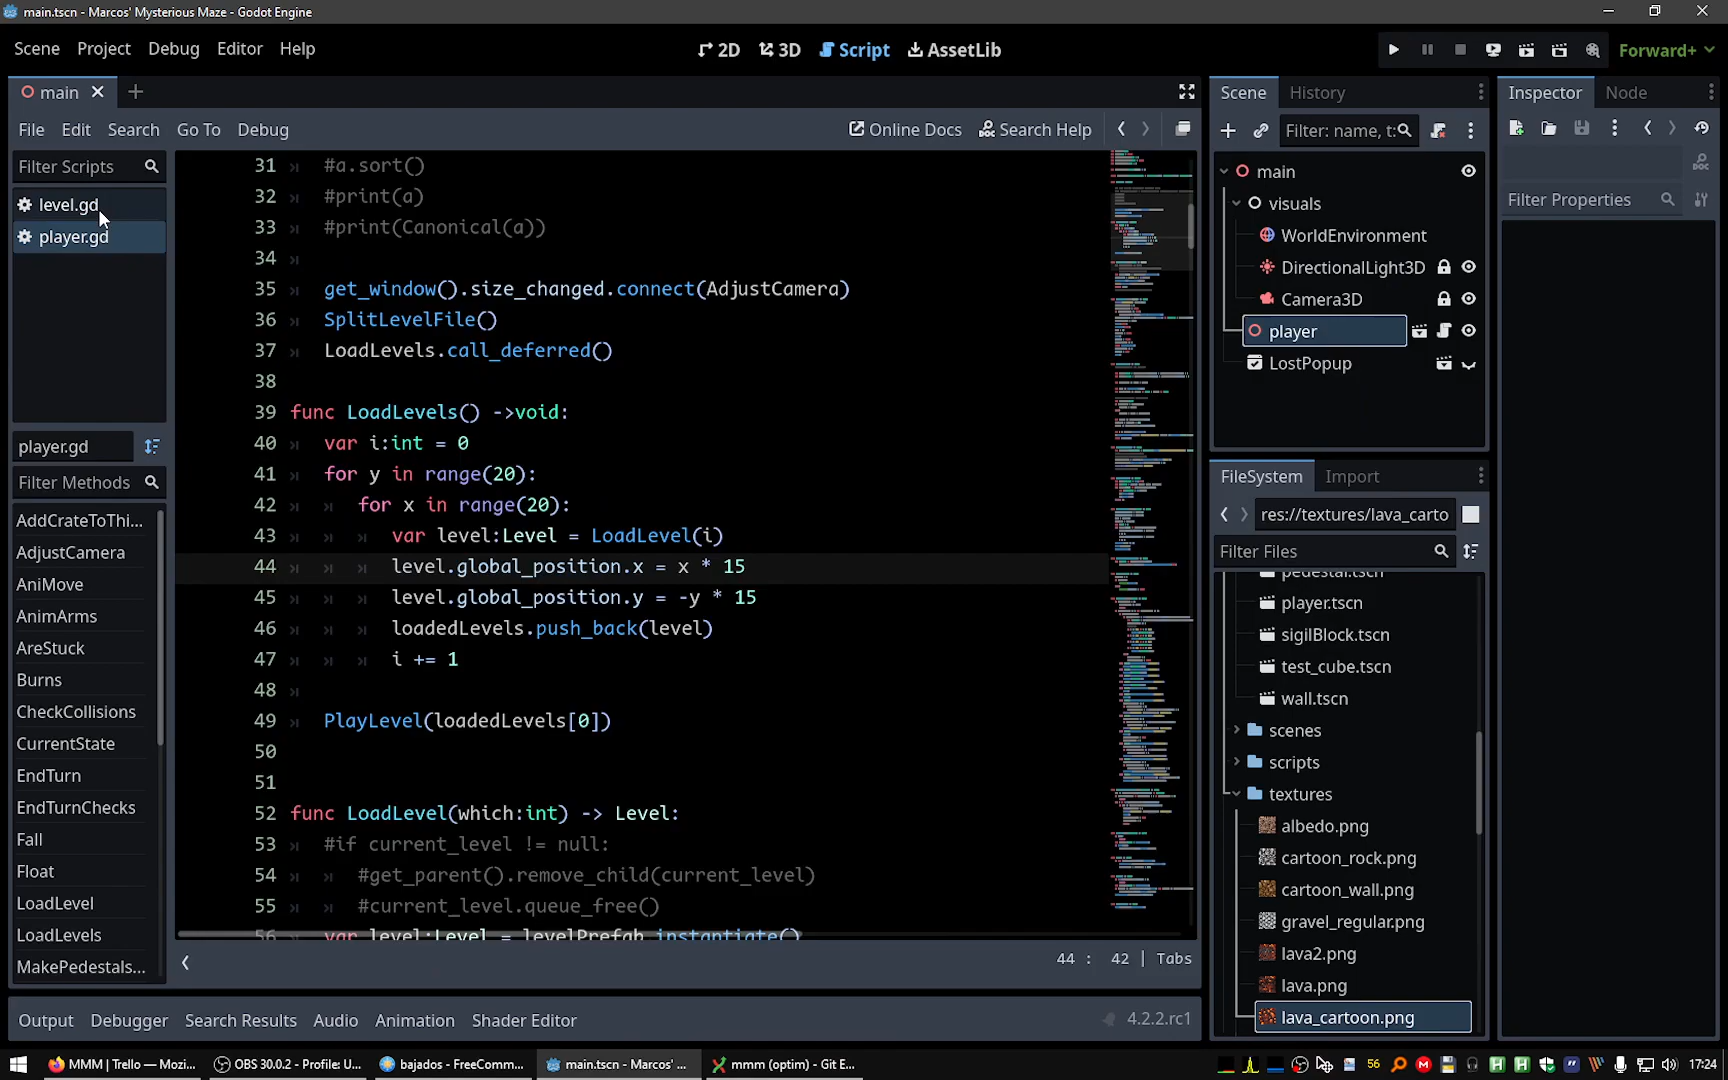 main.tscn - Marcos' Mysterious Maze - Godot Engine
Scene Project Debug Editor Help
2D 3D Script AssetLib
Forward+
main
File Edit Search Go To Debug
Online Docs Search Help
Filter Scripts
level.gd
player.gd
player.gd
Filter Methods
AddCrateToThi...
AdjustCamera
AniMove
AnimArms
AreStuck
Burns
CheckCollisions
CurrentState
EndTurn
EndTurnChecks
Fall
Float
LoadLevel
LoadLevels
MakePedestals...
31 #a.sort()
32 #print(a)
33 #print(Canonical(a))
34
35 get_window().size_changed.connect(AdjustCamera)
36 SplitLevelFile()
37 LoadLevels.call_deferred()
38
39 func LoadLevels() ->void:
40 var i:int = 0
41 for y in range(20):
42 for x in range(20):
43 var level:Level = LoadLevel(i)
44 level.global_position.x = x * 15
45 level.global_position.y = -y * 15
46 loadedLevels.push_back(level)
47 i += 1
48
49 PlayLevel(loadedLevels[0])
50
51
52 func LoadLevel(which:int) -> Level:
53 #if current_level != null:
54 #get_parent().remove_child(current_level)
55 #current_level.queue_free()
56 var level:Level = levelPrefab.instantiate()
44 : 42 | Tabs
Output Debugger Search Results Audio Animation Shader Editor
4.2.2.rc1
Scene History
Filter: name, t:
main
visuals
WorldEnvironment
DirectionalLight3D
Camera3D
player
LostPopup
FileSystem Import
res://textures/lava_carto
Filter Files
pedestal.tscn
player.tscn
sigilBlock.tscn
test_cube.tscn
wall.tscn
scenes
scripts
textures
albedo.png
cartoon_rock.png
cartoon_wall.png
gravel_regular.png
lava2.png
lava.png
lava_cartoon.png
Inspector Node
Filter Properties
MMM | Trello — Mozi...
OBS 30.0.2 - Profile: U...
bajados - FreeComm...
main.tscn - Marcos' ...
mmm (optim) - Git E...
56
17:24